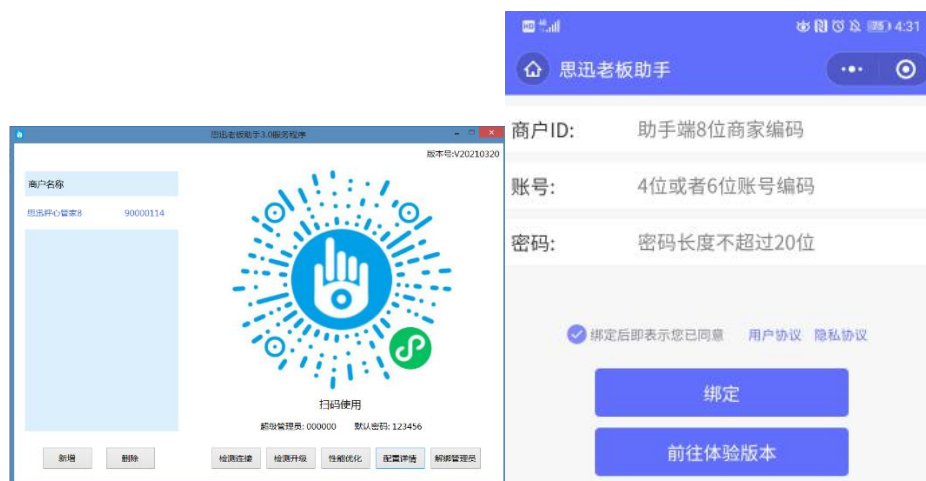 思迅老板助手3.0服务程序
版本号:V20210320
商户名称
思迅秤心管家8 90000114
扫码使用
超级管理员: 000000 默认密码: 123456
新增 删除 检测连接 检测升级 性能优化 配置详情 解绑管理员
HD 4:31
思迅老板助手
商户ID: 助手端8位商家编码
账号: 4位或者6位账号编码
密码: 密码长度不超过20位
绑定后即表示您已同意 用户协议 隐私协议
绑定
前往体验版本